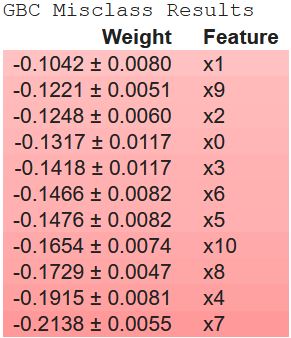 GBC Misclass Results
Weight Feature
-0.1042 ± 0.0080 x1
-0.1221 ± 0.0051 x9
-0.1248 ± 0.0060 x2
-0.1317 ± 0.0117 x0
-0.1418 ± 0.0117 x3
-0.1466 ± 0.0082 x6
-0.1476 ± 0.0082 x5
-0.1654 ± 0.0074 x10
-0.1729 ± 0.0047 x8
-0.1915 ± 0.0081 x4
-0.2138 ± 0.0055 x7